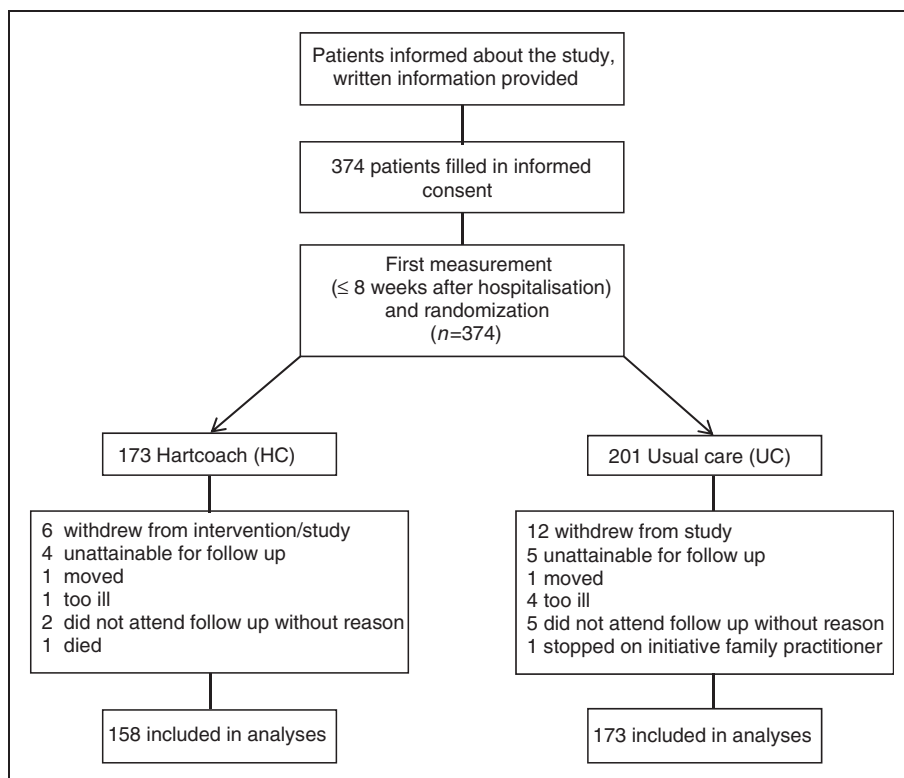 Patients informed about the study,
written information provided
374 patients filled in informed
consent
First measurement
(≤ 8 weeks after hospitalisation)
and randomization
(n=374)
173 Hartcoach (HC)
201 Usual care (UC)
6 withdrew from intervention/study
4 unattainable for follow up
1 moved
1 too ill
2 did not attend follow up without reason
1 died
12 withdrew from study
5 unattainable for follow up
1 moved
4 too ill
5 did not attend follow up without reason
1 stopped on initiative family practitioner
158 included in analyses
173 included in analyses